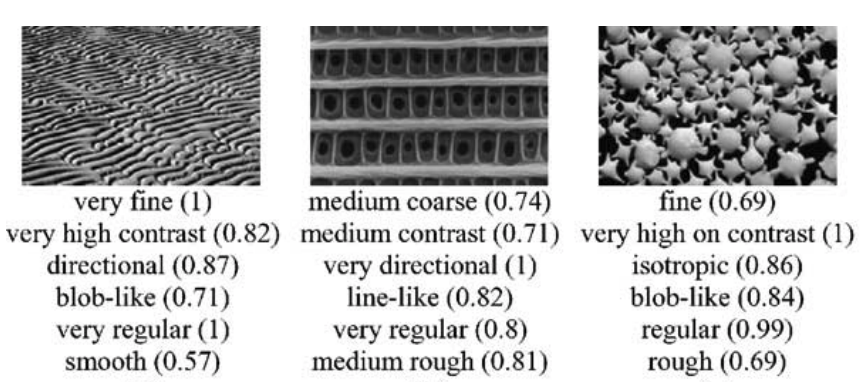 very fine (1)
very high contrast (0.82)
directional (0.87)
blob-like (0.71)
very regular (1)
smooth (0.57)
medium coarse (0.74)
medium contrast (0.71)
very directional (1)
line-like (0.82)
very regular (0.8)
medium rough (0.81)
fine (0.69)
very high on contrast (1)
isotropic (0.86)
blob-like (0.84)
regular (0.99)
rough (0.69)